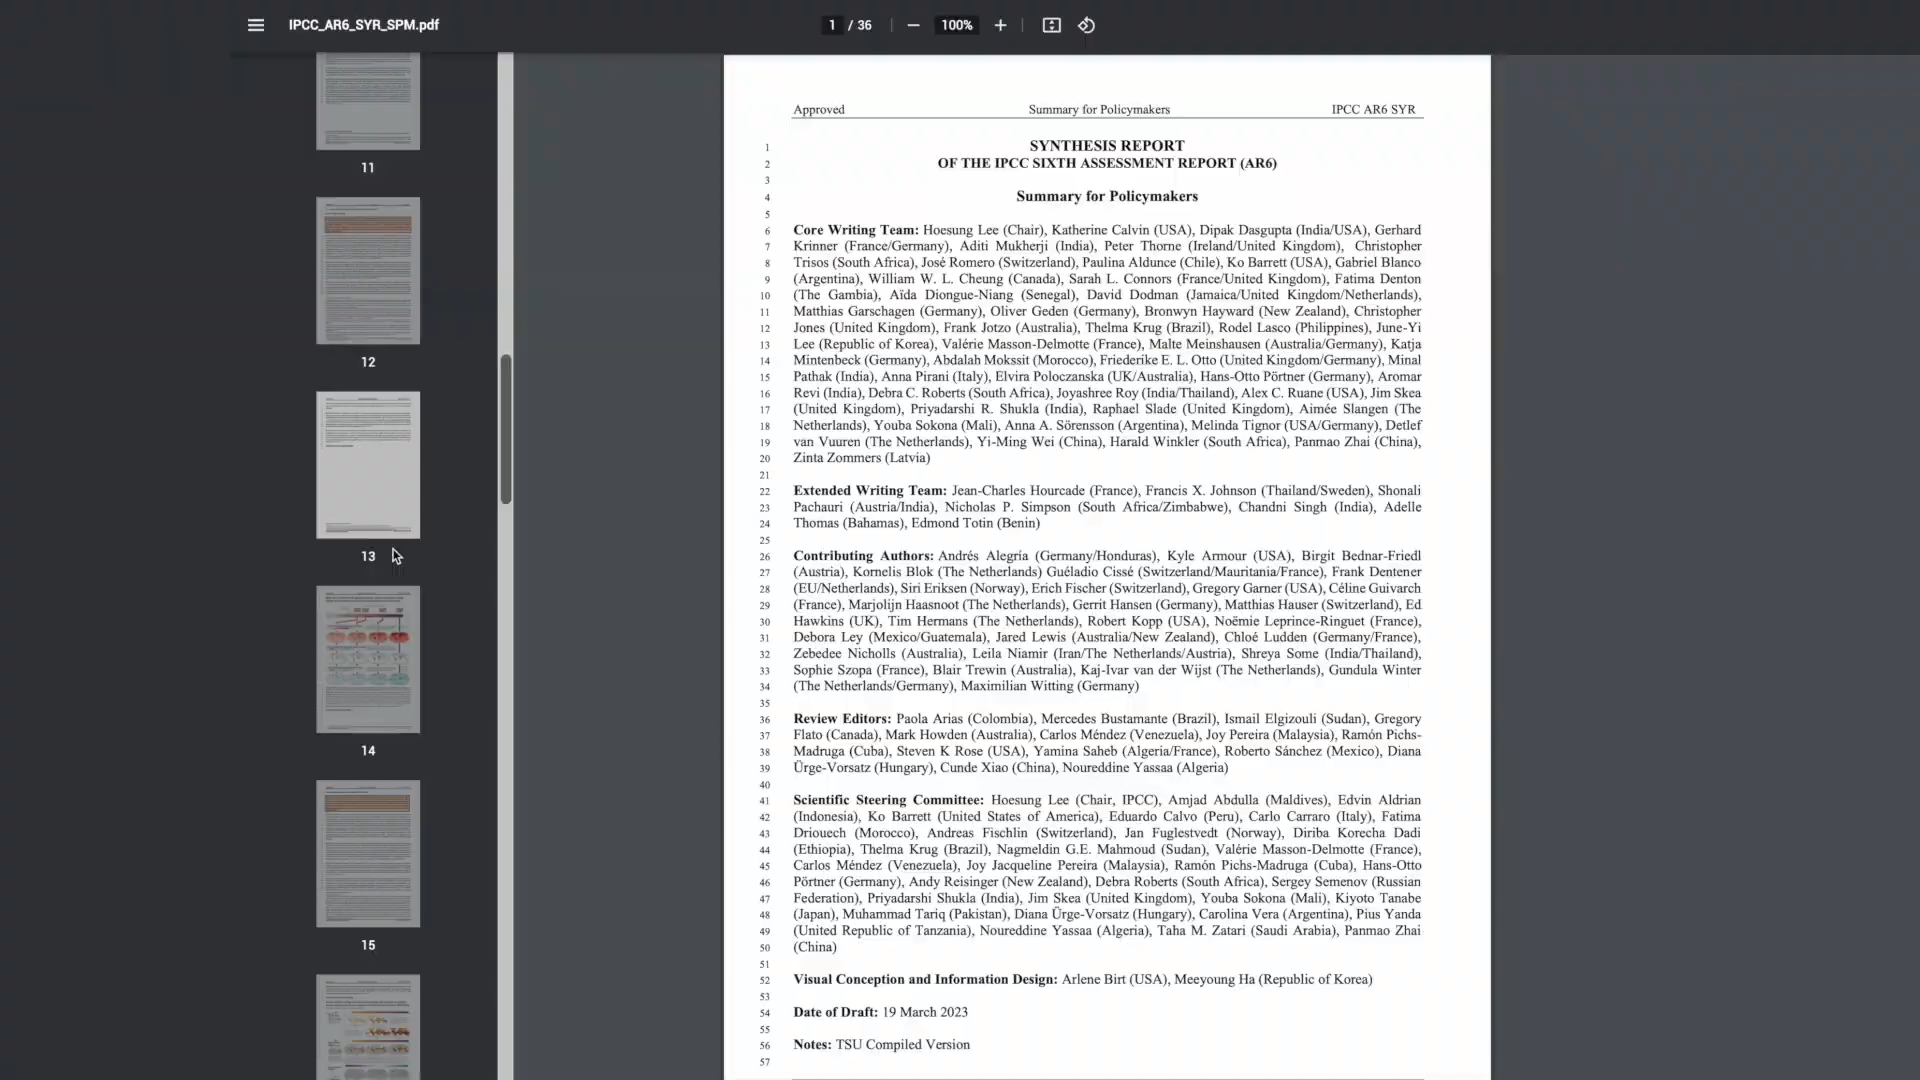 IPCC_AR6_SYR_SPM.pdf
1 / 36
100%
11
12
13
14
15
Approved Summary for Policymakers IPCC AR6 SYR
1 SYNTHESIS REPORT
2 OF THE IPCC SIXTH ASSESSMENT REPORT (AR6)
3
4 Summary for Policymakers
5
6 Core Writing Team: Hoesung Lee (Chair), Katherine Calvin (USA), Dipak Dasgupta (India/USA), Gerhard
7 Krinner (France/Germany), Aditi Mukherji (India), Peter Thorne (Ireland/United Kingdom), Christopher
8 Trisos (South Africa), José Romero (Switzerland), Paulina Aldunce (Chile), Ko Barrett (USA), Gabriel Blanco
9 (Argentina), William W. L. Cheung (Canada), Sarah L. Connors (France/United Kingdom), Fatima Denton
10 (The Gambia), Aïda Diongue-Niang (Senegal), David Dodman (Jamaica/United Kingdom/Netherlands),
11 Matthias Garschagen (Germany), Oliver Geden (Germany), Bronwyn Hayward (New Zealand), Christopher
12 Jones (United Kingdom), Frank Jotzo (Australia), Thelma Krug (Brazil), Rodel Lasco (Philippines), June-Yi
13 Lee (Republic of Korea), Valérie Masson-Delmotte (France), Malte Meinshausen (Australia/Germany), Katja
14 Mintenbeck (Germany), Abdalah Mokssit (Morocco), Friederike E. L. Otto (United Kingdom/Germany), Minal
15 Pathak (India), Anna Pirani (Italy), Elvira Poloczanska (UK/Australia), Hans-Otto Pörtner (Germany), Aromar
16 Revi (India), Debra C. Roberts (South Africa), Joyashree Roy (India/Thailand), Alex C. Ruane (USA), Jim Skea
17 (United Kingdom), Priyadarshi R. Shukla (India), Raphael Slade (United Kingdom), Aimée Slangen (The
18 Netherlands), Youba Sokona (Mali), Anna A. Sörensson (Argentina), Melinda Tignor (USA/Germany), Detlef
19 van Vuuren (The Netherlands), Yi-Ming Wei (China), Harald Winkler (South Africa), Panmao Zhai (China),
20 Zinta Zommers (Latvia)
21
22 Extended Writing Team: Jean-Charles Hourcade (France), Francis X. Johnson (Thailand/Sweden), Shonali
23 Pachauri (Austria/India), Nicholas P. Simpson (South Africa/Zimbabwe), Chandni Singh (India), Adelle
24 Thomas (Bahamas), Edmond Totin (Benin)
25
26 Contributing Authors: Andrés Alegría (Germany/Honduras), Kyle Armour (USA), Birgit Bednar-Friedl
27 (Austria), Kornelis Blok (The Netherlands) Guéladio Cissé (Switzerland/Mauritania/France), Frank Dentener
28 (EU/Netherlands), Siri Eriksen (Norway), Erich Fischer (Switzerland), Gregory Garner (USA), Céline Guivarch
29 (France), Marjolijn Haasnoot (The Netherlands), Gerrit Hansen (Germany), Matthias Hauser (Switzerland), Ed
30 Hawkins (UK), Tim Hermans (The Netherlands), Robert Kopp (USA), Noëmie Leprince-Ringuet (France),
31 Debora Ley (Mexico/Guatemala), Jared Lewis (Australia/New Zealand), Chloé Ludden (Germany/France),
32 Zebedee Nicholls (Australia), Leila Niamir (Iran/The Netherlands/Austria), Shreya Some (India/Thailand),
33 Sophie Szopa (France), Blair Trewin (Australia), Kaj-Ivar van der Wijst (The Netherlands), Gundula Winter
34 (The Netherlands/Germany), Maximilian Witting (Germany)
35
36 Review Editors: Paola Arias (Colombia), Mercedes Bustamante (Brazil), Ismail Elgizouli (Sudan), Gregory
37 Flato (Canada), Mark Howden (Australia), Carlos Méndez (Venezuela), Joy Pereira (Malaysia), Ramón Pichs-
38 Madruga (Cuba), Steven K Rose (USA), Yamina Saheb (Algeria/France), Roberto Sánchez (Mexico), Diana
39 Ürge-Vorsatz (Hungary), Cunde Xiao (China), Noureddine Yassaa (Algeria)
40
41 Scientific Steering Committee: Hoesung Lee (Chair, IPCC), Amjad Abdulla (Maldives), Edvin Aldrian
42 (Indonesia), Ko Barrett (United States of America), Eduardo Calvo (Peru), Carlo Carraro (Italy), Fatima
43 Driouech (Morocco), Andreas Fischlin (Switzerland), Jan Fuglestvedt (Norway), Diriba Korecha Dadi
44 (Ethiopia), Thelma Krug (Brazil), Nagmeldin G.E. Mahmoud (Sudan), Valérie Masson-Delmotte (France),
45 Carlos Méndez (Venezuela), Joy Jacqueline Pereira (Malaysia), Ramón Pichs-Madruga (Cuba), Hans-Otto
46 Pörtner (Germany), Andy Reisinger (New Zealand), Debra Roberts (South Africa), Sergey Semenov (Russian
47 Federation), Priyadarshi Shukla (India), Jim Skea (United Kingdom), Youba Sokona (Mali), Kiyoto Tanabe
48 (Japan), Muhammad Tariq (Pakistan), Diana Ürge-Vorsatz (Hungary), Carolina Vera (Argentina), Pius Yanda
49 (United Republic of Tanzania), Noureddine Yassaa (Algeria), Taha M. Zatari (Saudi Arabia), Panmao Zhai
50 (China)
51
52 Visual Conception and Information Design: Arlene Birt (USA), Meeyoung Ha (Republic of Korea)
53
54 Date of Draft: 19 March 2023
55
56 Notes: TSU Compiled Version
57